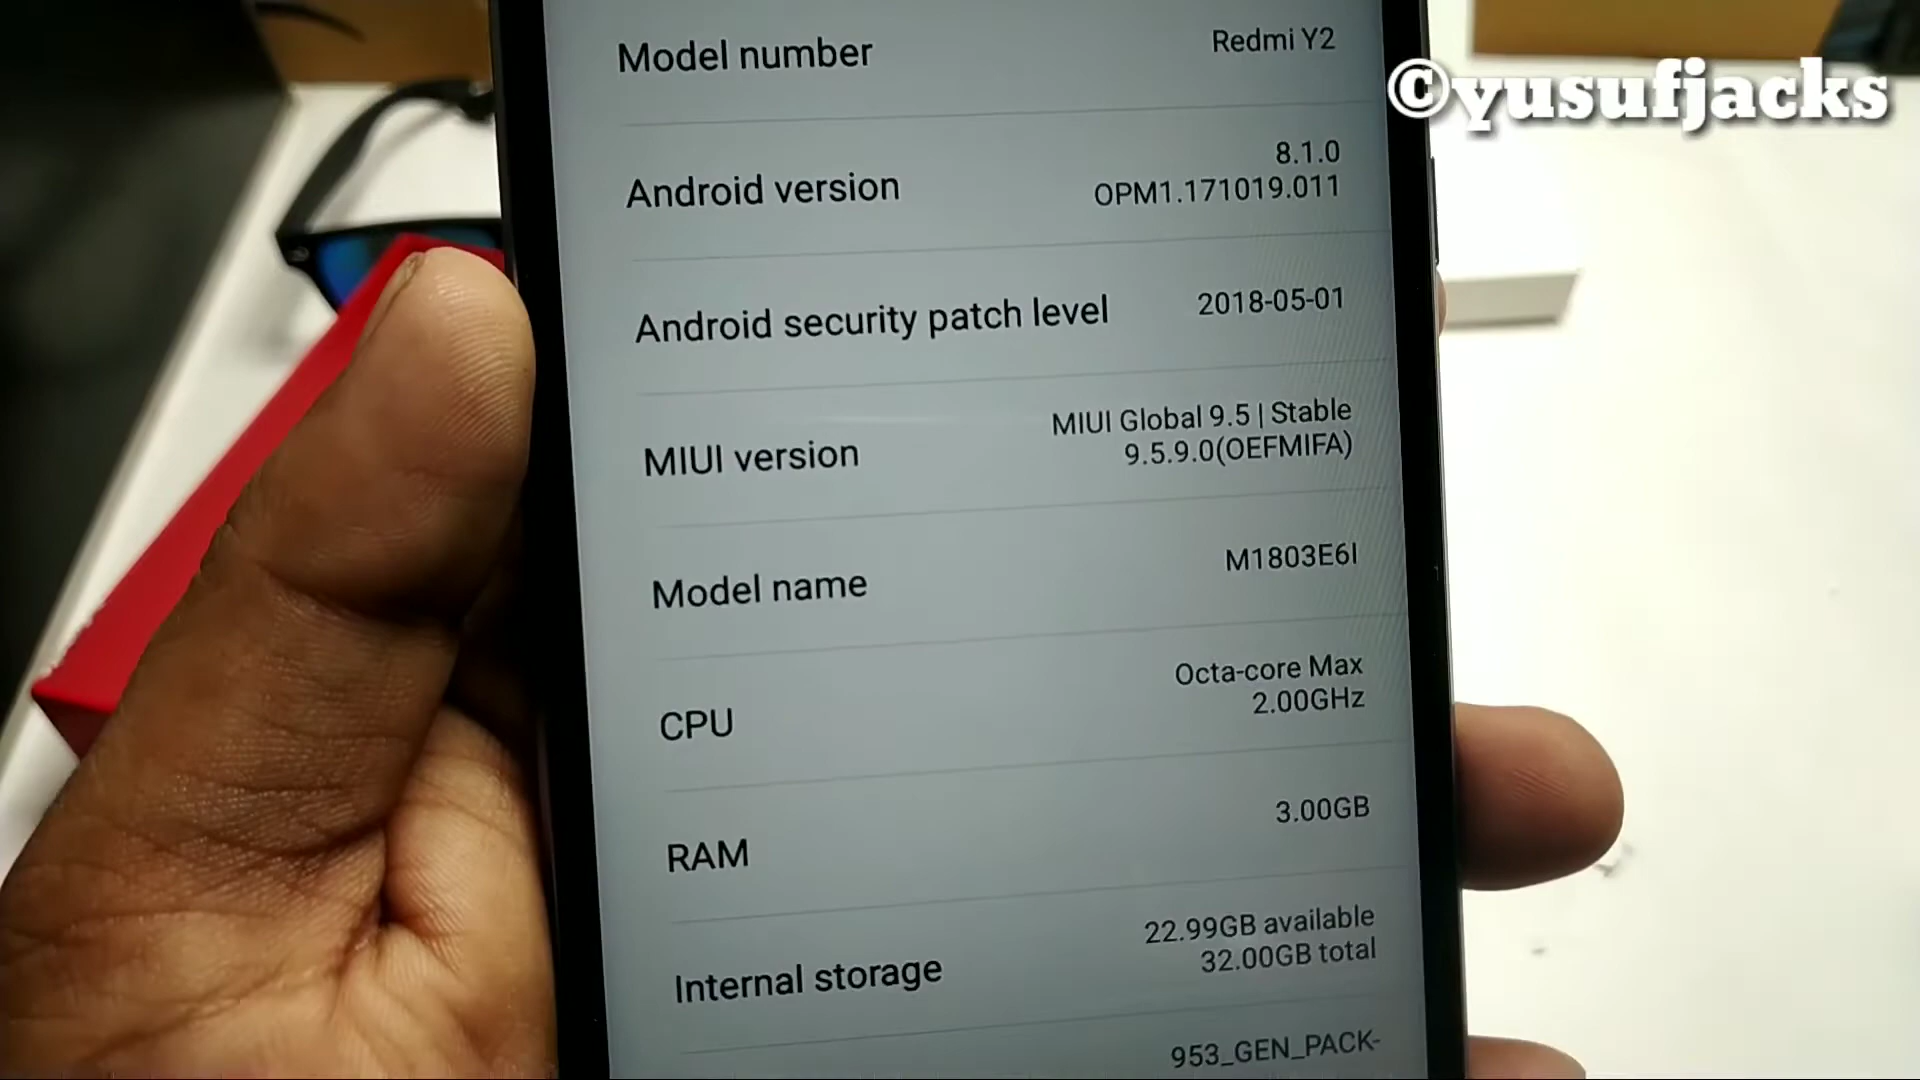 Model number
Redmi Y2
©yusufjacks
Android version
8.1.0
OPM1.171019.011
Android security patch level
2018-05-01
MIUI version
MIUI Global 9.5 | Stable
9.5.9.0(OEFMIFA)
Model name
M1803E6I
CPU
Octa-core Max
2.00GHz
RAM
3.00GB
Internal storage
22.99GB available
32.00GB total
953_GEN_PACK-